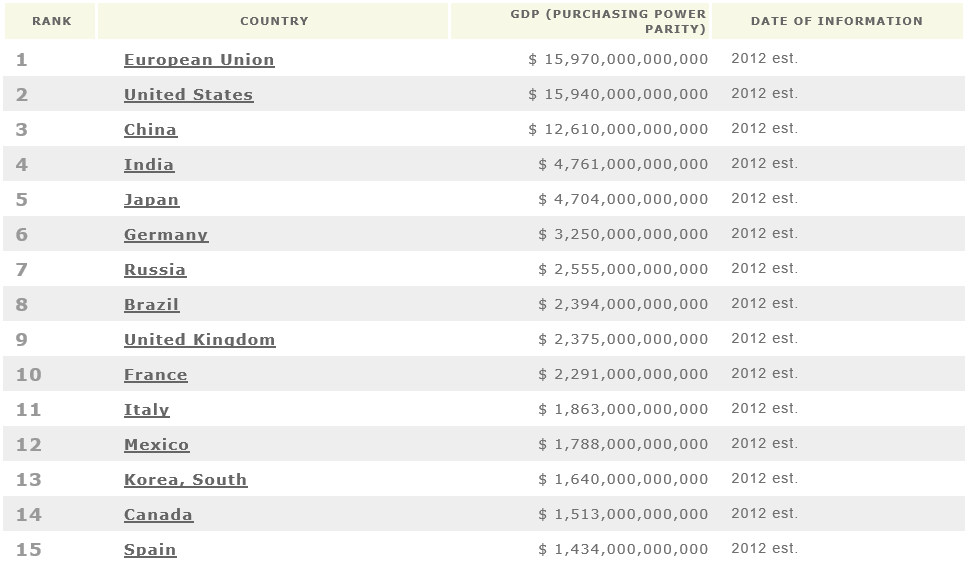 RANK COUNTRY GDP (PURCHASING POWER PARITY) DATE OF INFORMATION
1 European Union $ 15,970,000,000,000 2012 est.
2 United States $ 15,940,000,000,000 2012 est.
3 China $ 12,610,000,000,000 2012 est.
4 India $ 4,761,000,000,000 2012 est.
5 Japan $ 4,704,000,000,000 2012 est.
6 Germany $ 3,250,000,000,000 2012 est.
7 Russia $ 2,555,000,000,000 2012 est.
8 Brazil $ 2,394,000,000,000 2012 est.
9 United Kingdom $ 2,375,000,000,000 2012 est.
10 France $ 2,291,000,000,000 2012 est.
11 Italy $ 1,863,000,000,000 2012 est.
12 Mexico $ 1,788,000,000,000 2012 est.
13 Korea, South $ 1,640,000,000,000 2012 est.
14 Canada $ 1,513,000,000,000 2012 est.
15 Spain $ 1,434,000,000,000 2012 est.